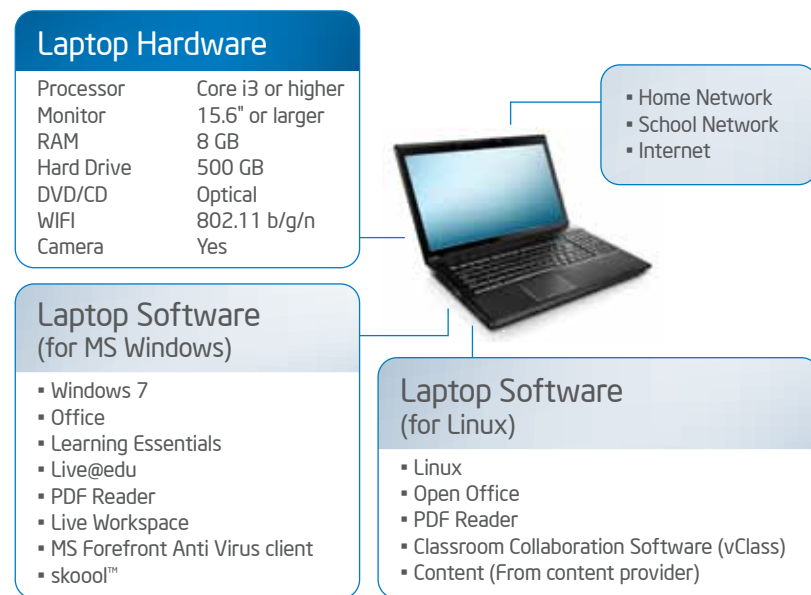 Laptop Hardware
Processor Core i3 or higher
Monitor 15.6" or larger
RAM 8 GB
Hard Drive 500 GB
DVD/CD Optical
WIFI 802.11 b/g/n
Camera Yes
▪ Home Network
▪ School Network
▪ Internet
Laptop Software
(for MS Windows)
▪ Windows 7
▪ Office
▪ Learning Essentials
▪ Live@edu
▪ PDF Reader
▪ Live Workspace
▪ MS Forefront Anti Virus client
▪ skoool™
Laptop Software
(for Linux)
▪ Linux
▪ Open Office
▪ PDF Reader
▪ Classroom Collaboration Software (vClass)
▪ Content (From content provider)